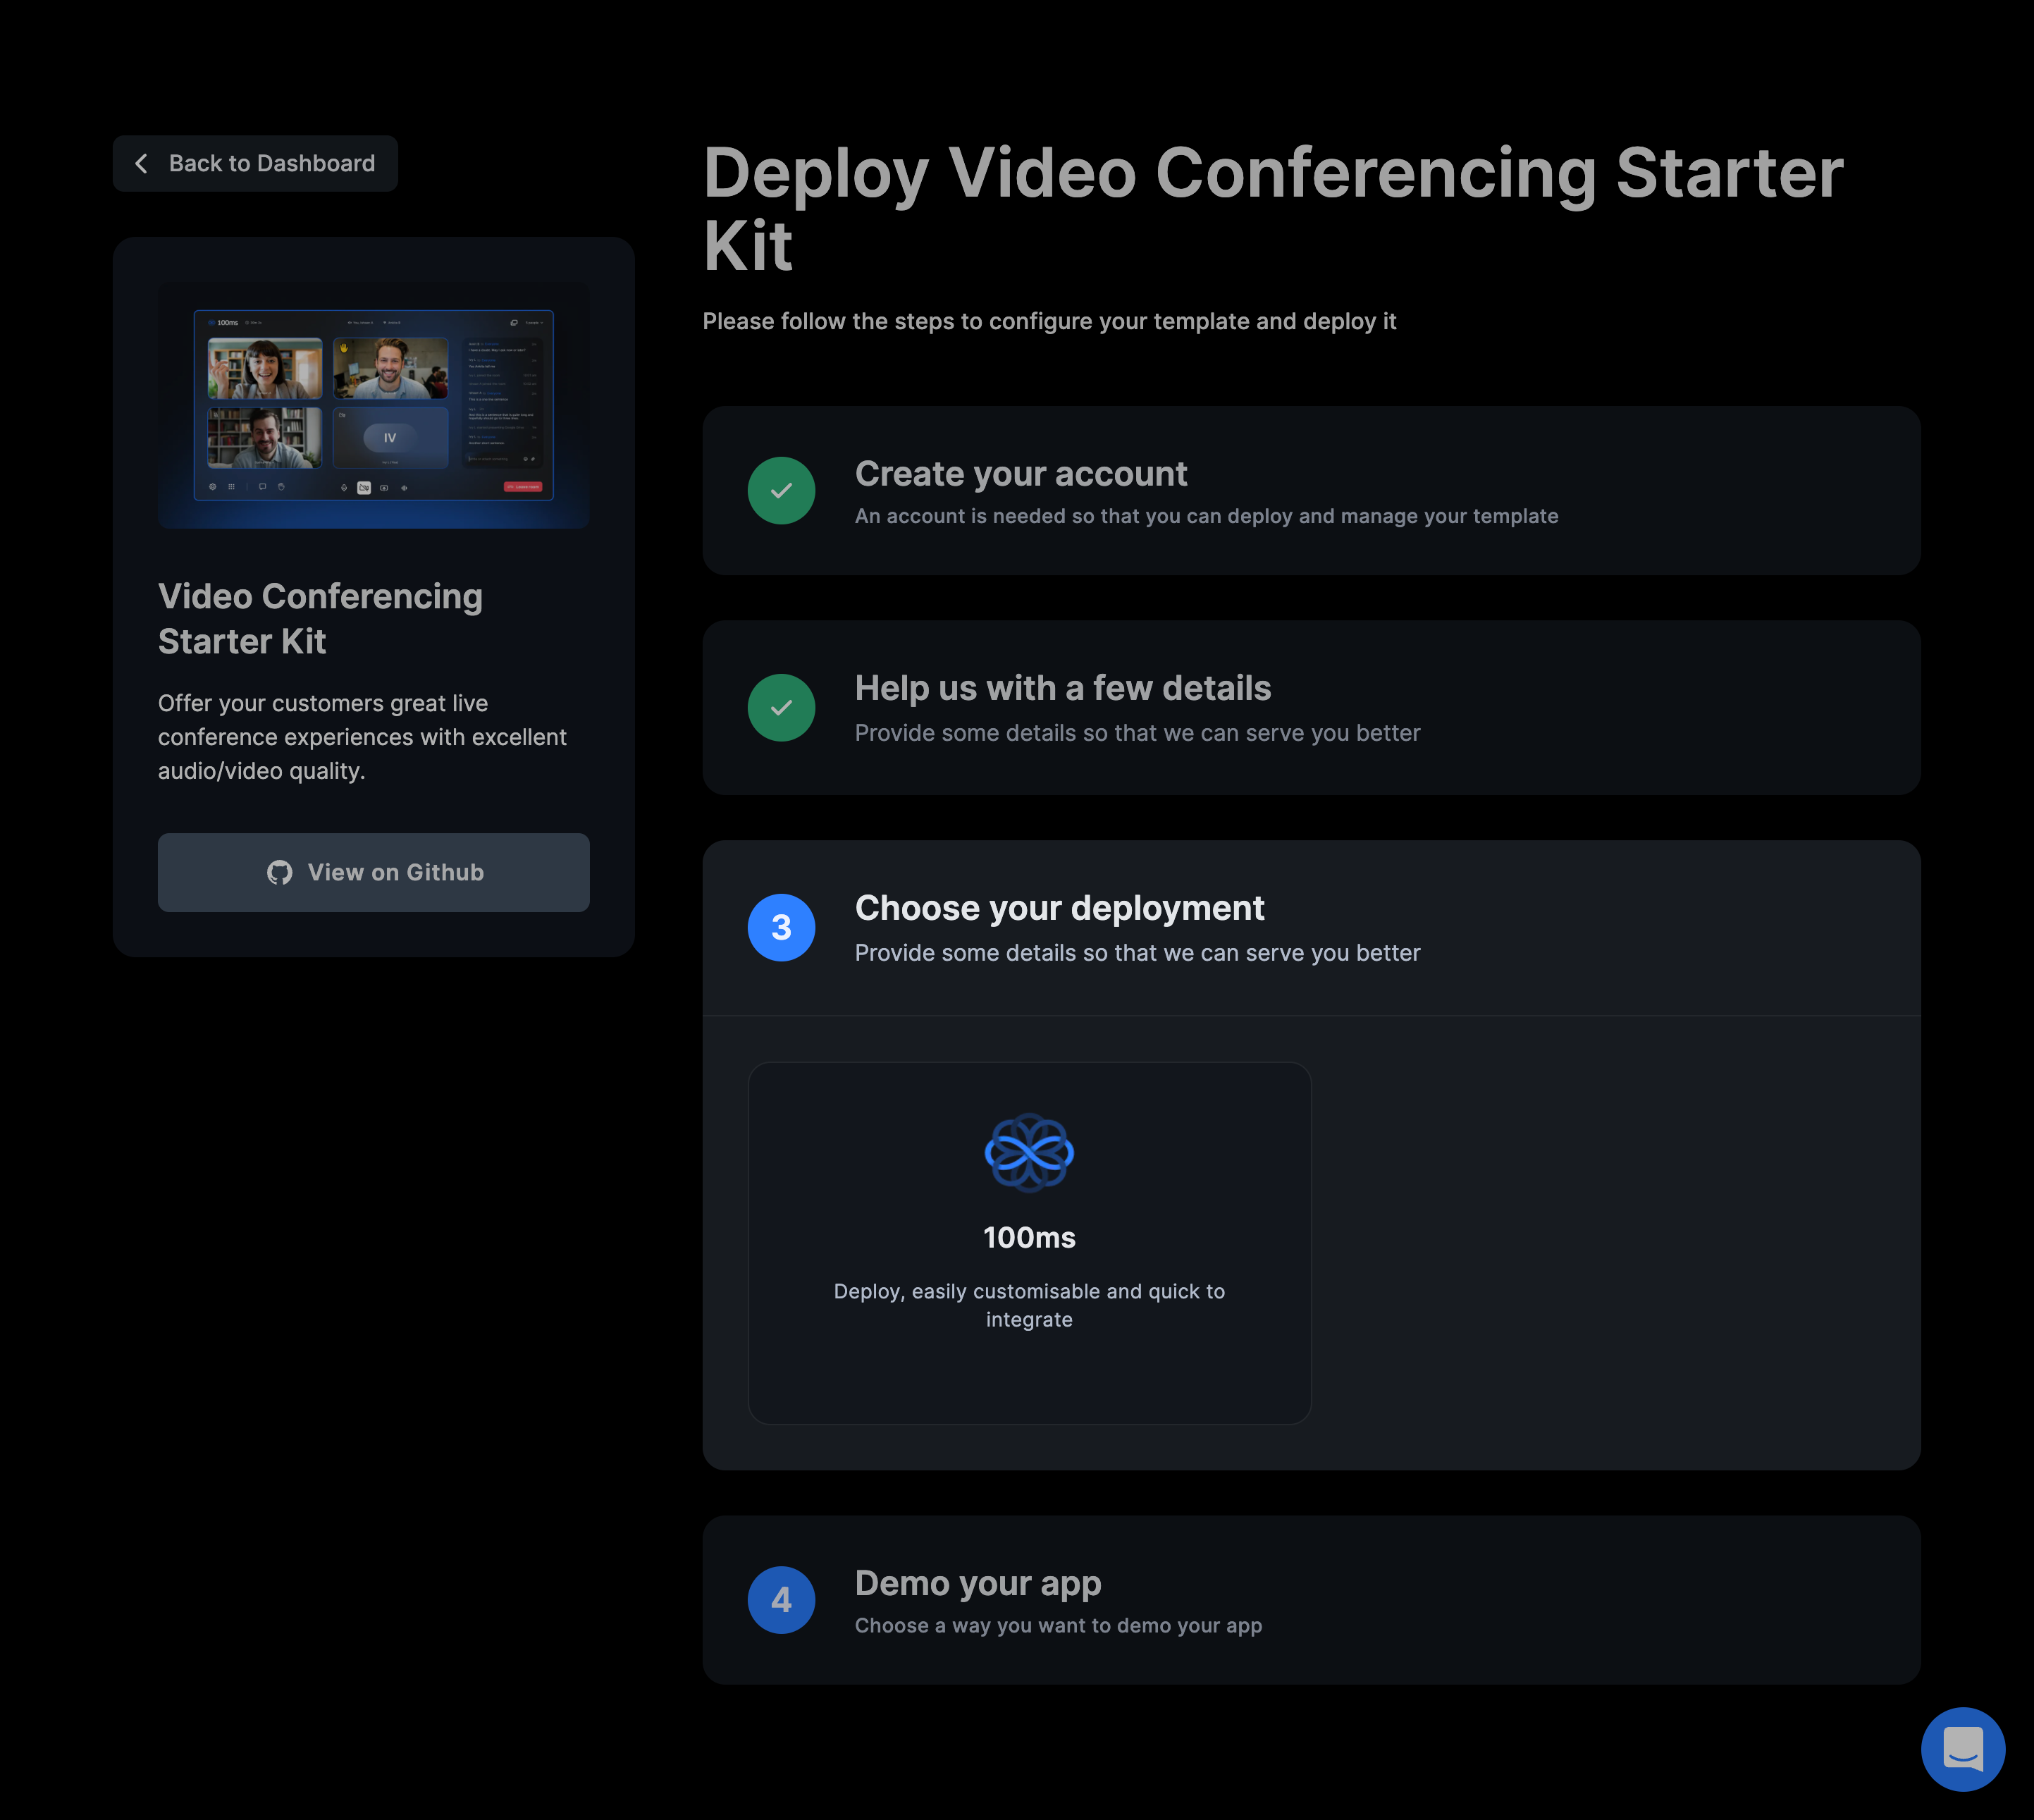 Back to Dashboard
Deploy Video Conferencing Starter
Kit
Please follow the steps to configure your template and deploy it
100ms
IV
Video Conferencing
Starter Kit
Offer your customers great live
conference experiences with excellent
audio/video quality.
View on Github
Create your account
An account is needed so that you can deploy and manage your template
Help us with a few details
Provide some details so that we can serve you better
3
Choose your deployment
Provide some details so that we can serve you better
100ms
Deploy, easily customisable and quick to
integrate
4
Demo your app
Choose a way you want to demo your app